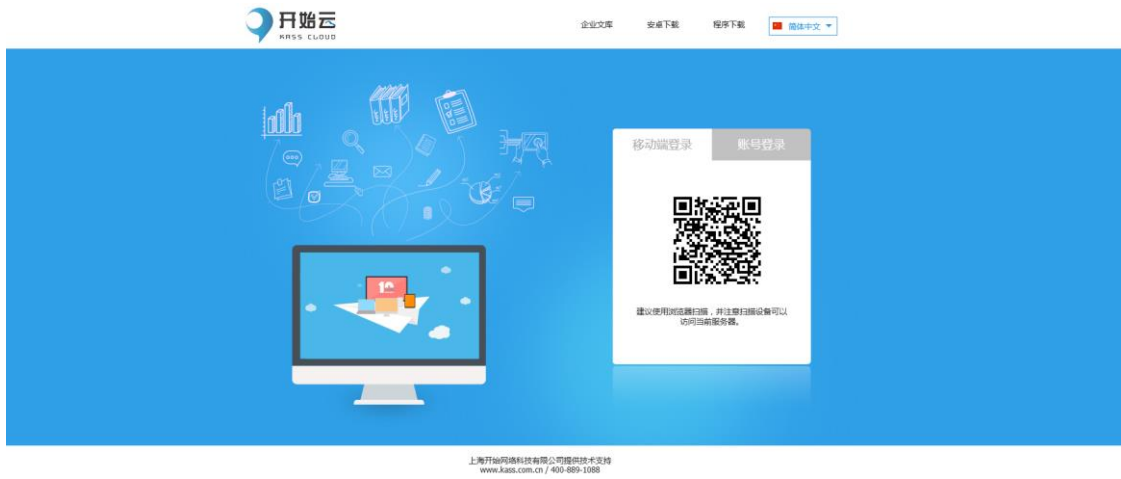 开始云
KASS CLOUD
企业文库
安卓下载
程序下载
简体中文
移动端登录
账号登录
建议使用浏览器扫描，并注意扫描设备可以
访问当前服务器。
上海开始网络科技有限公司提供技术支持
www.kass.com.cn / 400-889-1088